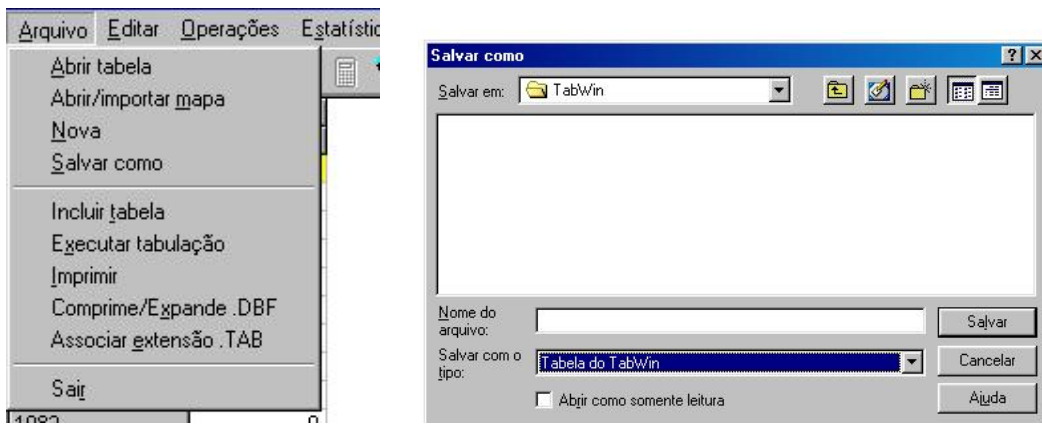 Arquivo Editar Operações
Abrir tabela
Abrir/importar mapa
Nova
Salvar como
Incluir tabela
Executar tabulação
Imprimir
Comprime/Expande .DBF
Associar extensão .TAB
Sair
Salvar como
Salvar em: TabWin
Nome do
arquivo:
Salvar
Salvar com o
tipo:
Tabela do TabWin
Cancelar
Abrir como somente leitura
Ajuda